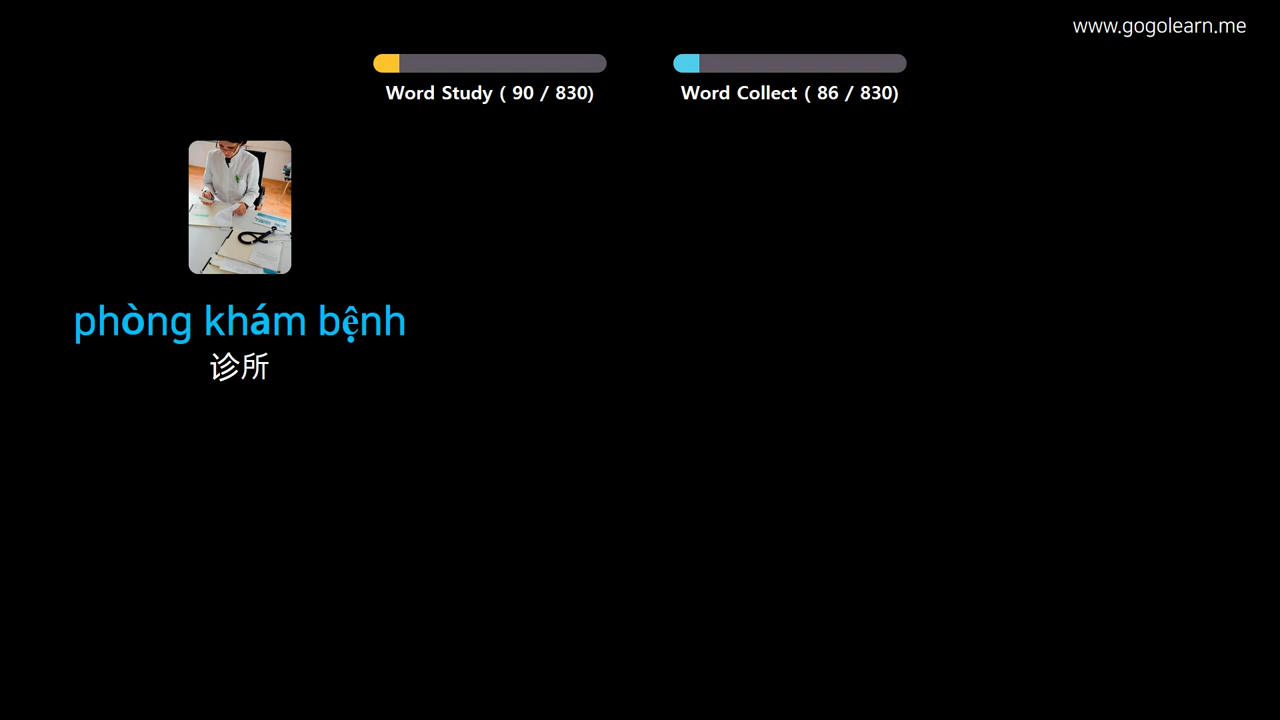 www.gogolearn.me
Word Study ( 90 / 830)
Word Collect ( 86 / 830)
phòng khám bệnh
诊所